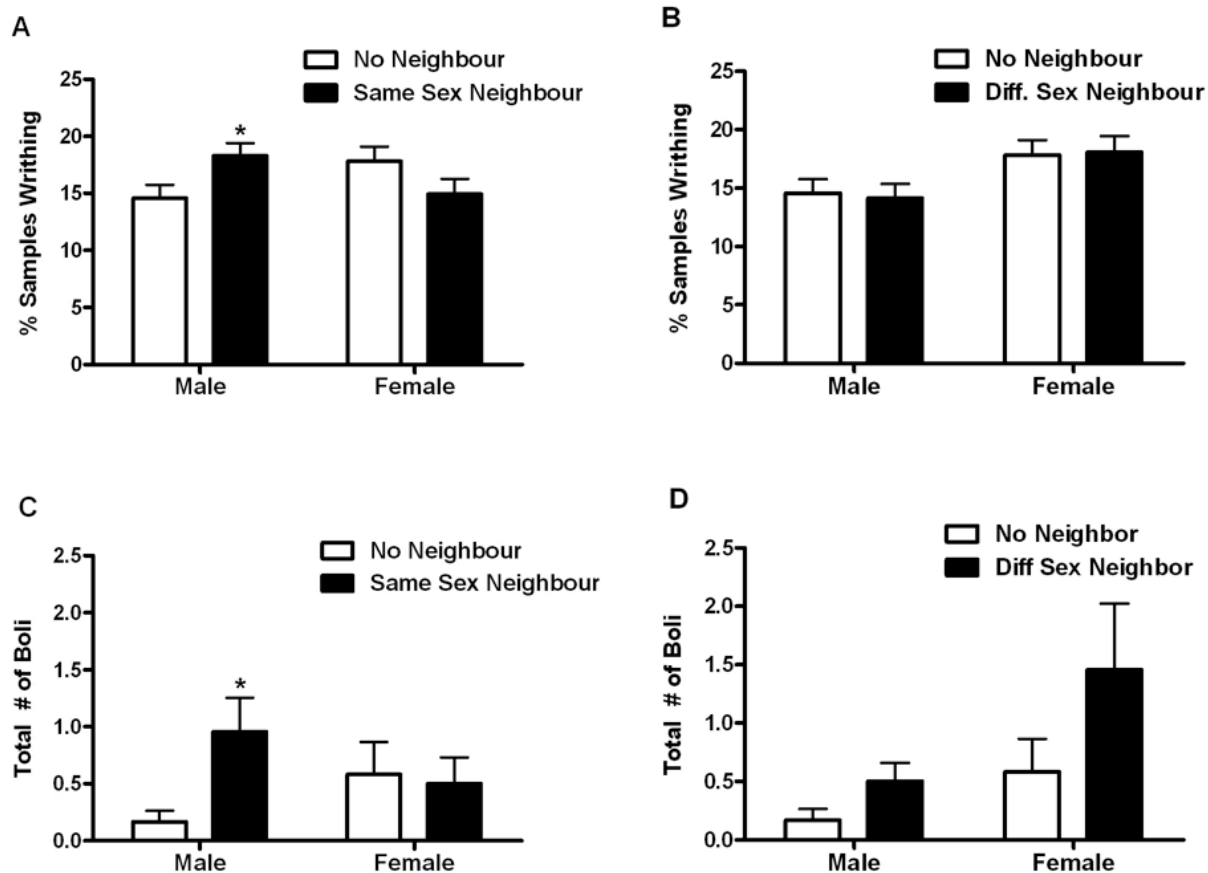 A
No Neighbour
Same Sex Neighbour
% Samples Writhing
25
20
15
10
5
0
*
Male
Female
B
No Neighbour
Diff. Sex Neighbour
% Samples Writhing
25
20
15
10
5
0
Male
Female
C
No Neighbour
Same Sex Neighbour
Total # of Boli
2.5
2.0
1.5
1.0
0.5
0.0
*
Male
Female
D
No Neighbor
Diff Sex Neighbor
Total # of Boli
2.5
2.0
1.5
1.0
0.5
0.0
Male
Female